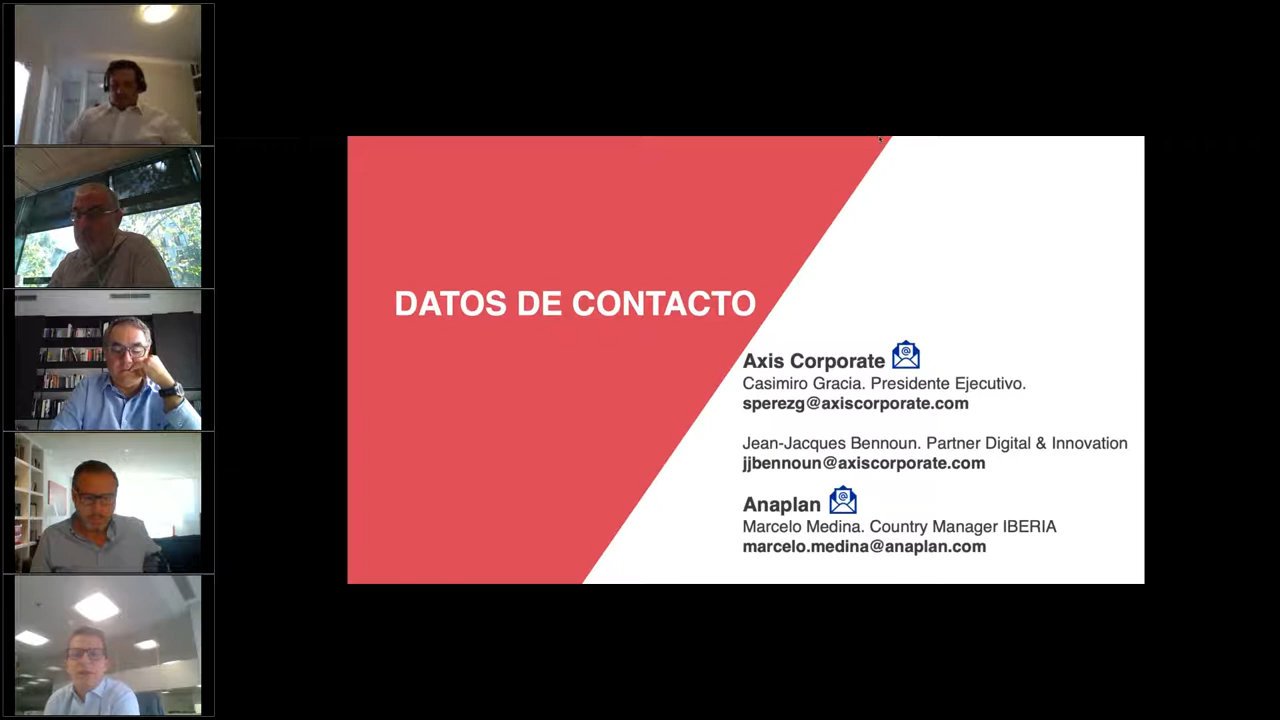 DATOS DE CONTACTO
Axis Corporate
Casimiro Gracia. Presidente Ejecutivo.
sperezg@axiscorporate.com
Jean-Jacques Bennoun. Partner Digital & Innovation
jjbennoun@axiscorporate.com
Anaplan
Marcelo Medina. Country Manager IBERIA
marcelo.medina@anaplan.com